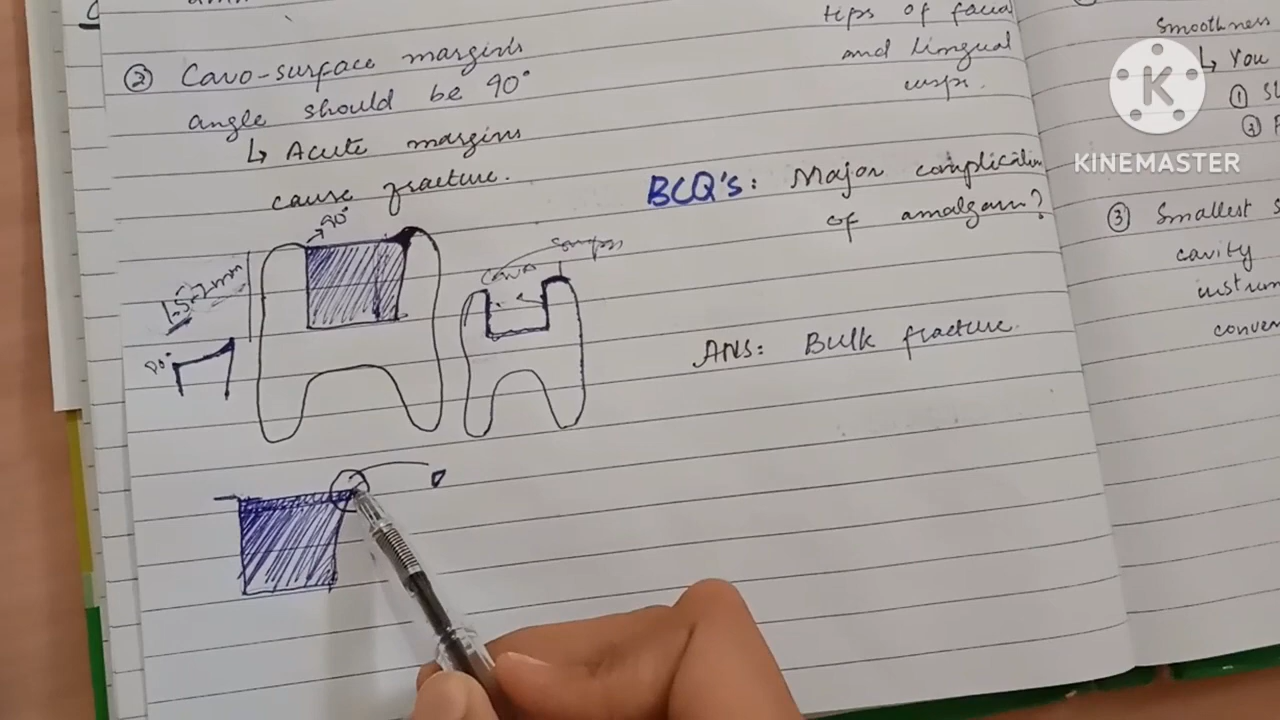 ② Cavo-surface margins
angle should be 90°
↳ Acute margins
cause fracture.
90°
1.5-2mm
90°
tips of facial
and lingual
cusps.
BCQ's: Major complication
of amalgam?
ANS: Bulk fracture.
Smoothness
↳ You
①
③ Smallest
cavity
conven
K
KINEMASTER